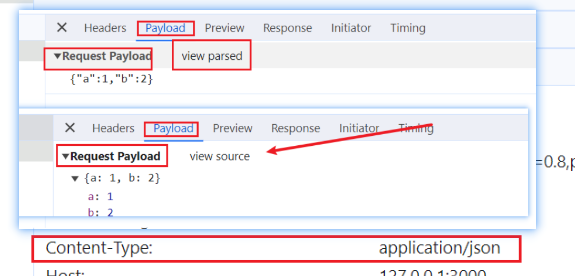 Headers Payload Preview Response Initiator Timing
▼Request Payload view parsed
{"a":1,"b":2}
Headers Payload Preview Response Initiator Timing
▼Request Payload view source
▼ {a: 1, b: 2}
a: 1
b: 2
=0.8,
Content-Type: application/json
Host: 127.0.0.1:3000